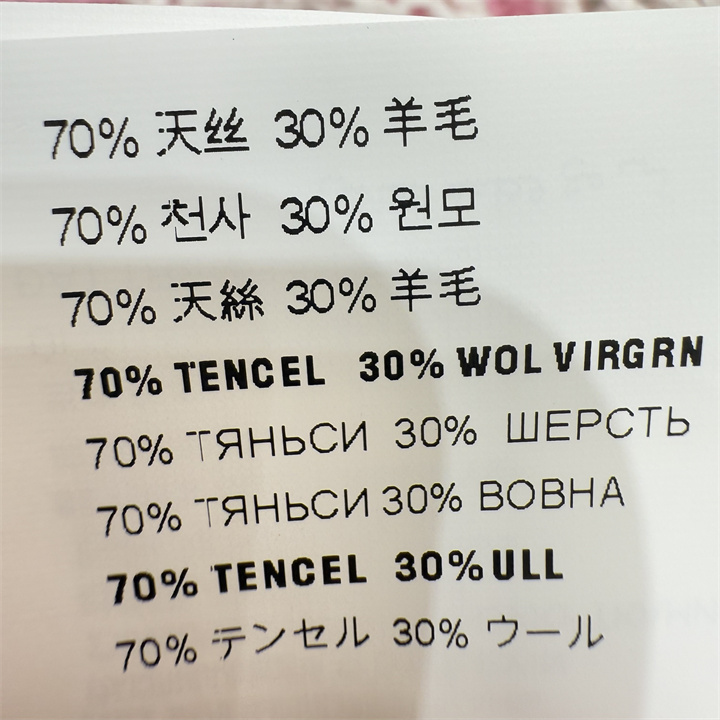 70% 天丝 30% 羊毛
70% 천사 30% 원모
70% 天絲 30% 羊毛
70% TENCEL 30% WOL VIRGRN
70% ТЯНЬСИ 30% ШЕРСТЬ
70% ТЯНЬСИ 30% ВОВНА
70% TENCEL 30% ULL
70% テンセル 30% ウール